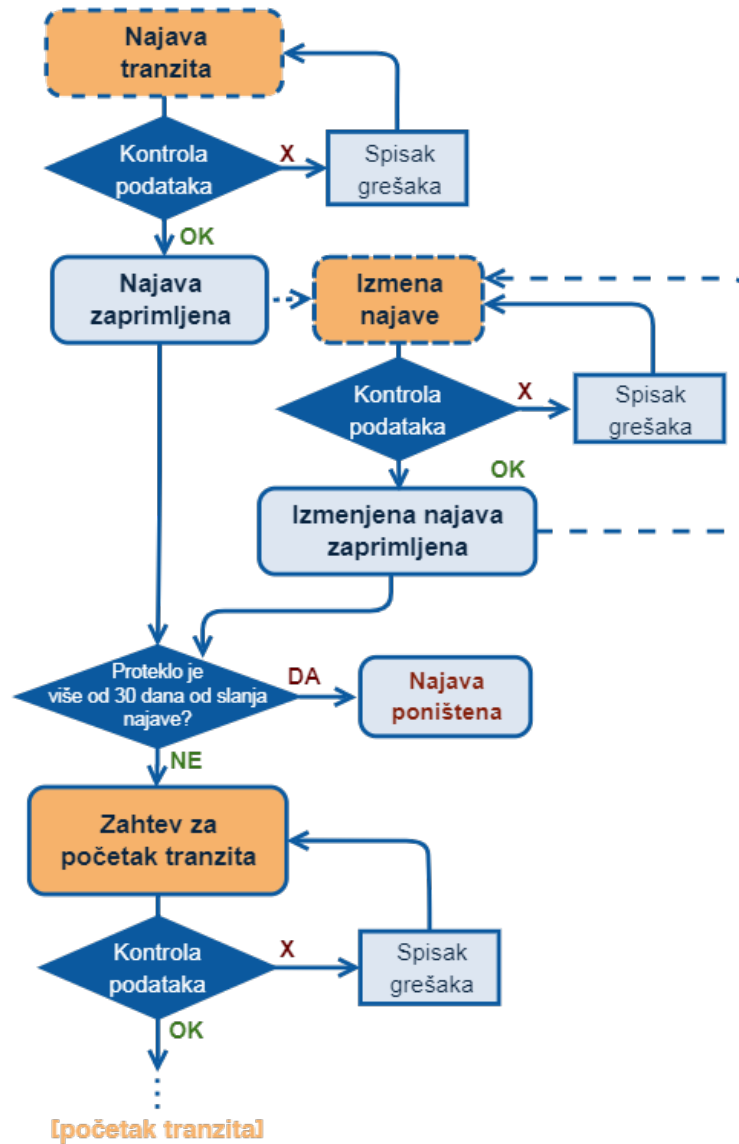 Najava
tranzita
Kontrola
podataka
X
Spisak
grešaka
OK
Najava
zaprimljena
Izmena
najave
Kontrola
podataka
X
Spisak
grešaka
OK
Izmenjena najava
zaprimljena
Proteklo je
više od 30 dana od slanja
najave?
DA
Najava
poništena
NE
Zahtev za
početak tranzita
Kontrola
podataka
X
Spisak
grešaka
OK
[početak tranzita]